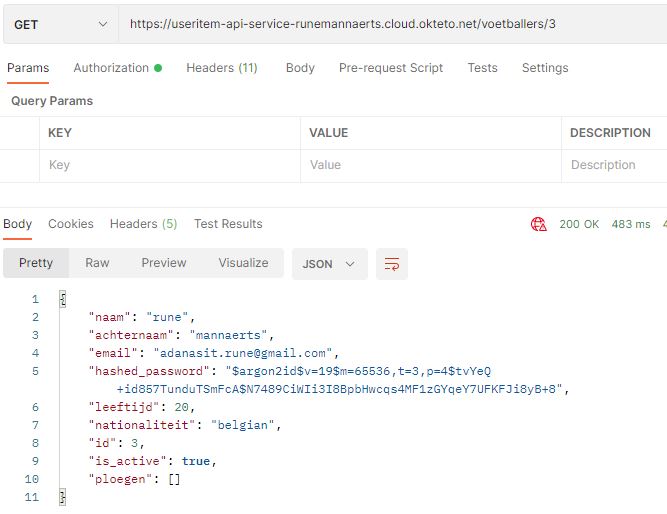 GET https://useritem-api-service-runemannaerts.cloud.okteto.net/voetballers/3
Params Authorization Headers (11) Body Pre-request Script Tests Settings
Query Params
KEY VALUE DESCRIPTION
Key Value Description
Body Cookies Headers (5) Test Results 200 OK 483 ms
Pretty Raw Preview Visualize JSON
1 {
2 "naam": "rune",
3 "achternaam": "mannaerts",
4 "email": "adanasit.rune@gmail.com",
5 "hashed_password": "$argon2id$v=19$m=65536,t=3,p=4$tvYeQ
+id857TunduTSmFcA$N7489CiWIi3I8BpbHwcqs4MF1zGYqeY7UFKFJi8yB+8",
6 "leeftijd": 20,
7 "nationaliteit": "belgian",
8 "id": 3,
9 "is_active": true,
10 "ploegen": []
11 }